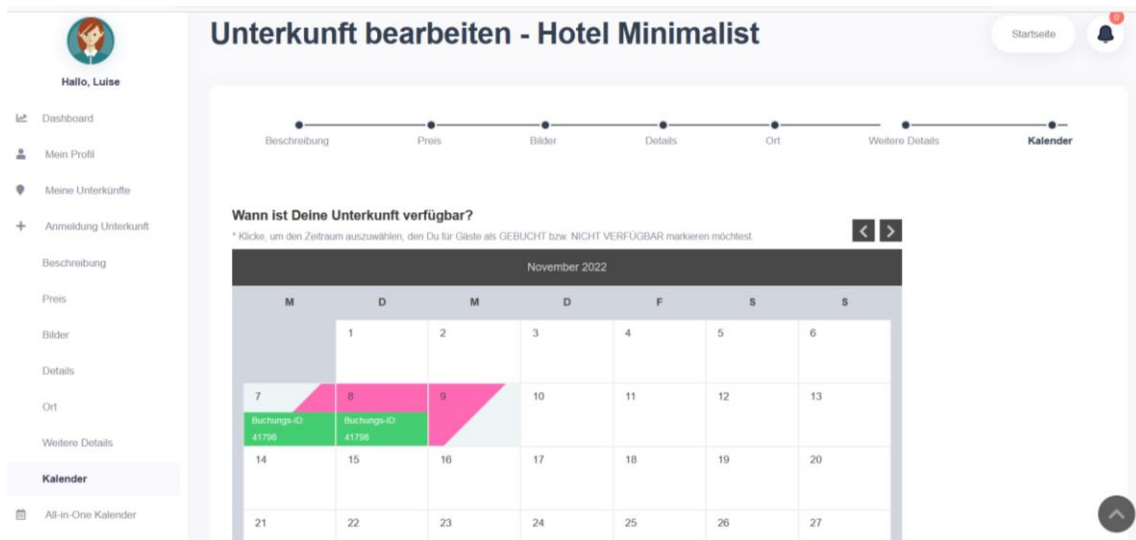 Unterkunft bearbeiten - Hotel Minimalist
Startseite
0
Hallo, Luise
Dashboard
Mein Profil
Meine Unterkünfte
Anmeldung Unterkunft
Beschreibung
Preis
Bilder
Details
Ort
Weitere Details
Kalender
All-in-One Kalender
Beschreibung Preis Bilder Details Ort Weitere Details Kalender
Wann ist Deine Unterkunft verfügbar?
* Klicke, um den Zeitraum auszuwählen, den Du für Gäste als GEBUCHT bzw. NICHT VERFÜGBAR markieren möchtest.
November 2022
M D M D F S S
1 2 3 4 5 6
7 8 9 10 11 12 13
Buchungs-ID: Buchungs-ID:
41798 41798
14 15 16 17 18 19 20
21 22 23 24 25 26 27